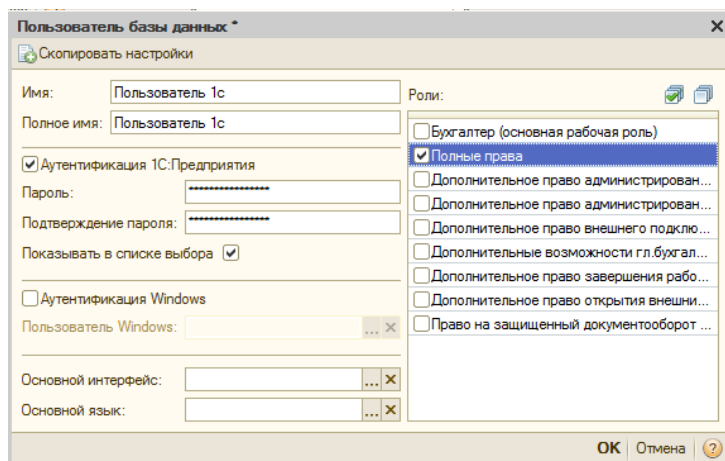 Пользователь базы данных *
Скопировать настройки
Имя: Пользователь 1с
Полное имя: Пользователь 1с
Аутентификация 1С:Предприятия
Пароль: ****************
Подтверждение пароля: ****************
Показывать в списке выбора
Аутентификация Windows
Пользователь Windows:
Основной интерфейс:
Основной язык:
Роли:
Бухгалтер (основная рабочая роль)
Полные права
Дополнительное право администрирован...
Дополнительное право администрирован...
Дополнительное право внешнего подклю...
Дополнительные возможности гл.бухгал...
Дополнительное право завершения рабо...
Дополнительное право открытия внешни...
Право на защищенный документооборот ...
OK Отмена ?